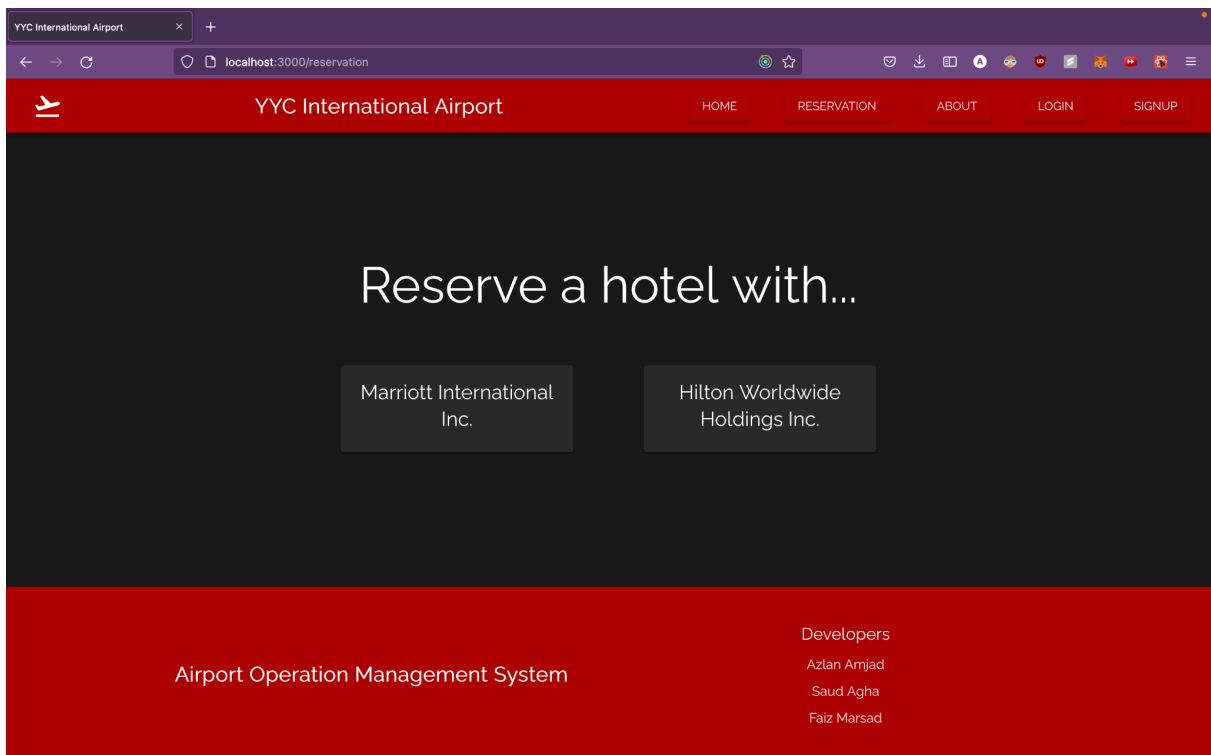 YYC International Airport
localhost:3000/reservation
YYC International Airport
HOME
RESERVATION
ABOUT
LOGIN
SIGNUP
Reserve a hotel with...
Marriott International
Inc.
Hilton Worldwide
Holdings Inc.
Airport Operation Management System
Developers
Azlan Amjad
Saud Agha
Faiz Marsad